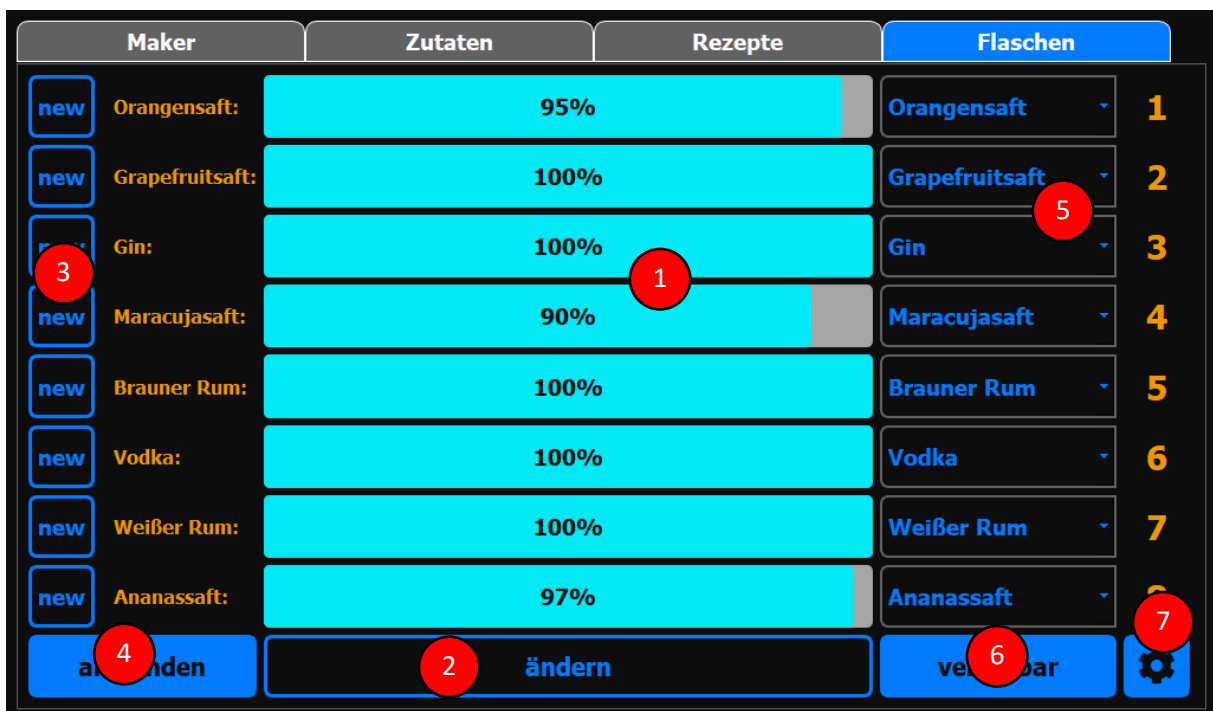 Maker Zutaten Rezepte Flaschen
new Orangensaft: 95% Orangensaft 1
new Grapefruitsaft: 100% Grapefruitsaft 2
5
Gin: 100% Gin 3
3 1
new Maracujasaft: 90% Maracujasaft 4
new Brauner Rum: 100% Brauner Rum 5
new Vodka: 100% Vodka 6
new Weißer Rum: 100% Weißer Rum 7
new Ananassaft: 97% Ananassaft
7
4 2 ändern 6